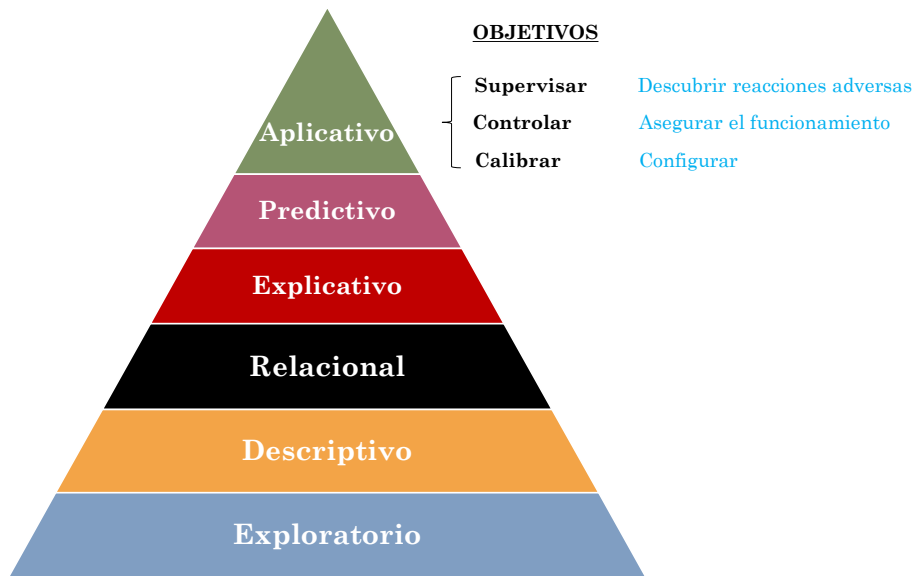 OBJETIVOS
Supervisar Descubrir reacciones adversas
Controlar Asegurar el funcionamiento
Calibrar Configurar
Aplicativo
Predictivo
Explicativo
Relacional
Descriptivo
Exploratorio